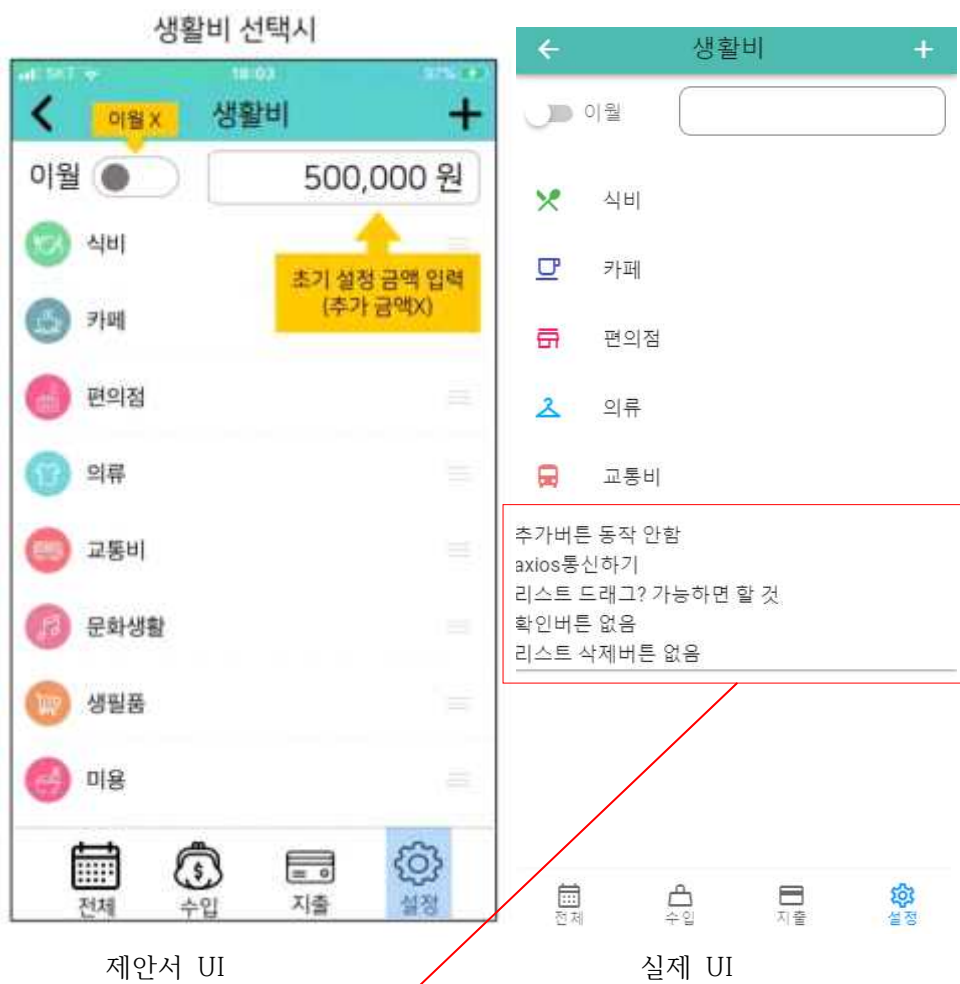 생활비 선택시
SKT 18:03 97%
이월 X
생활비
이월
500,000 원
식비
초기 설정 금액 입력
(추가 금액X)
카페
편의점
의류
교통비
문화생활
생필품
미용
전체 수입 지출 설정
제안서 UI
생활비
이월
식비
카페
편의점
의류
교통비
추가버튼 동작 안함
axios통신하기
리스트 드래그? 가능하면 할 것
확인버튼 없음
리스트 삭제버튼 없음
전체 수입 지출 설정
실제 UI